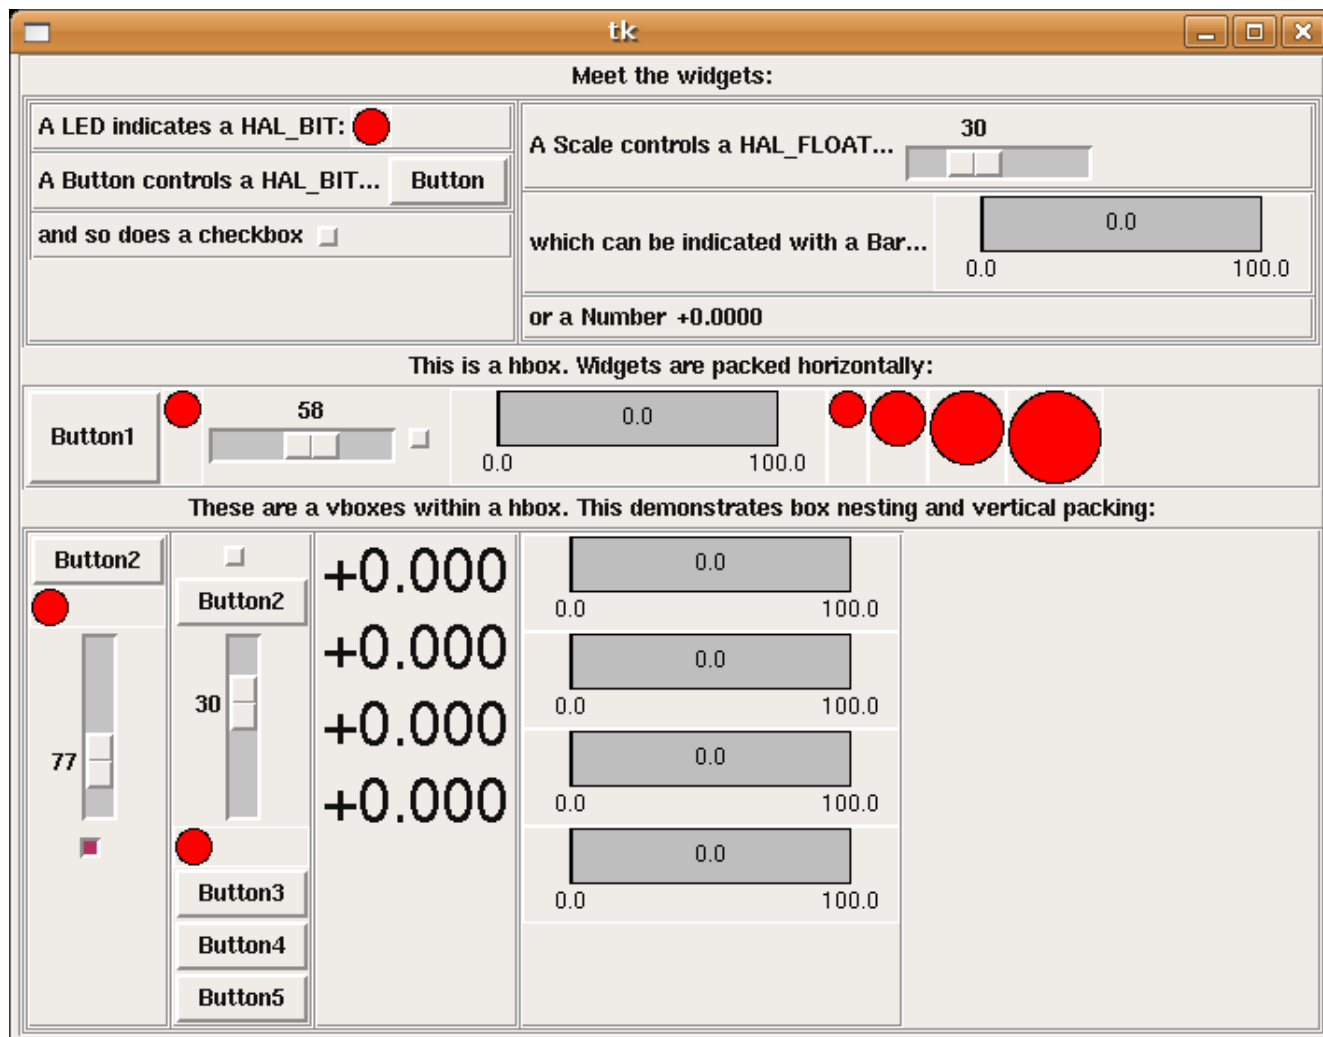 tk
Meet the widgets:
A LED indicates a HAL_BIT:
A Button controls a HAL_BIT... Button
and so does a checkbox
A Scale controls a HAL_FLOAT... 30
which can be indicated with a Bar... 0.0
0.0 100.0
or a Number +0.0000
This is a hbox. Widgets are packed horizontally:
Button1 58 0.0
0.0 100.0
These are a vboxes within a hbox. This demonstrates box nesting and vertical packing:
Button2
77
Button2
30
Button3
Button4
Button5
+0.000
+0.000
+0.000
+0.000
0.0
0.0 100.0
0.0
0.0 100.0
0.0
0.0 100.0
0.0
0.0 100.0